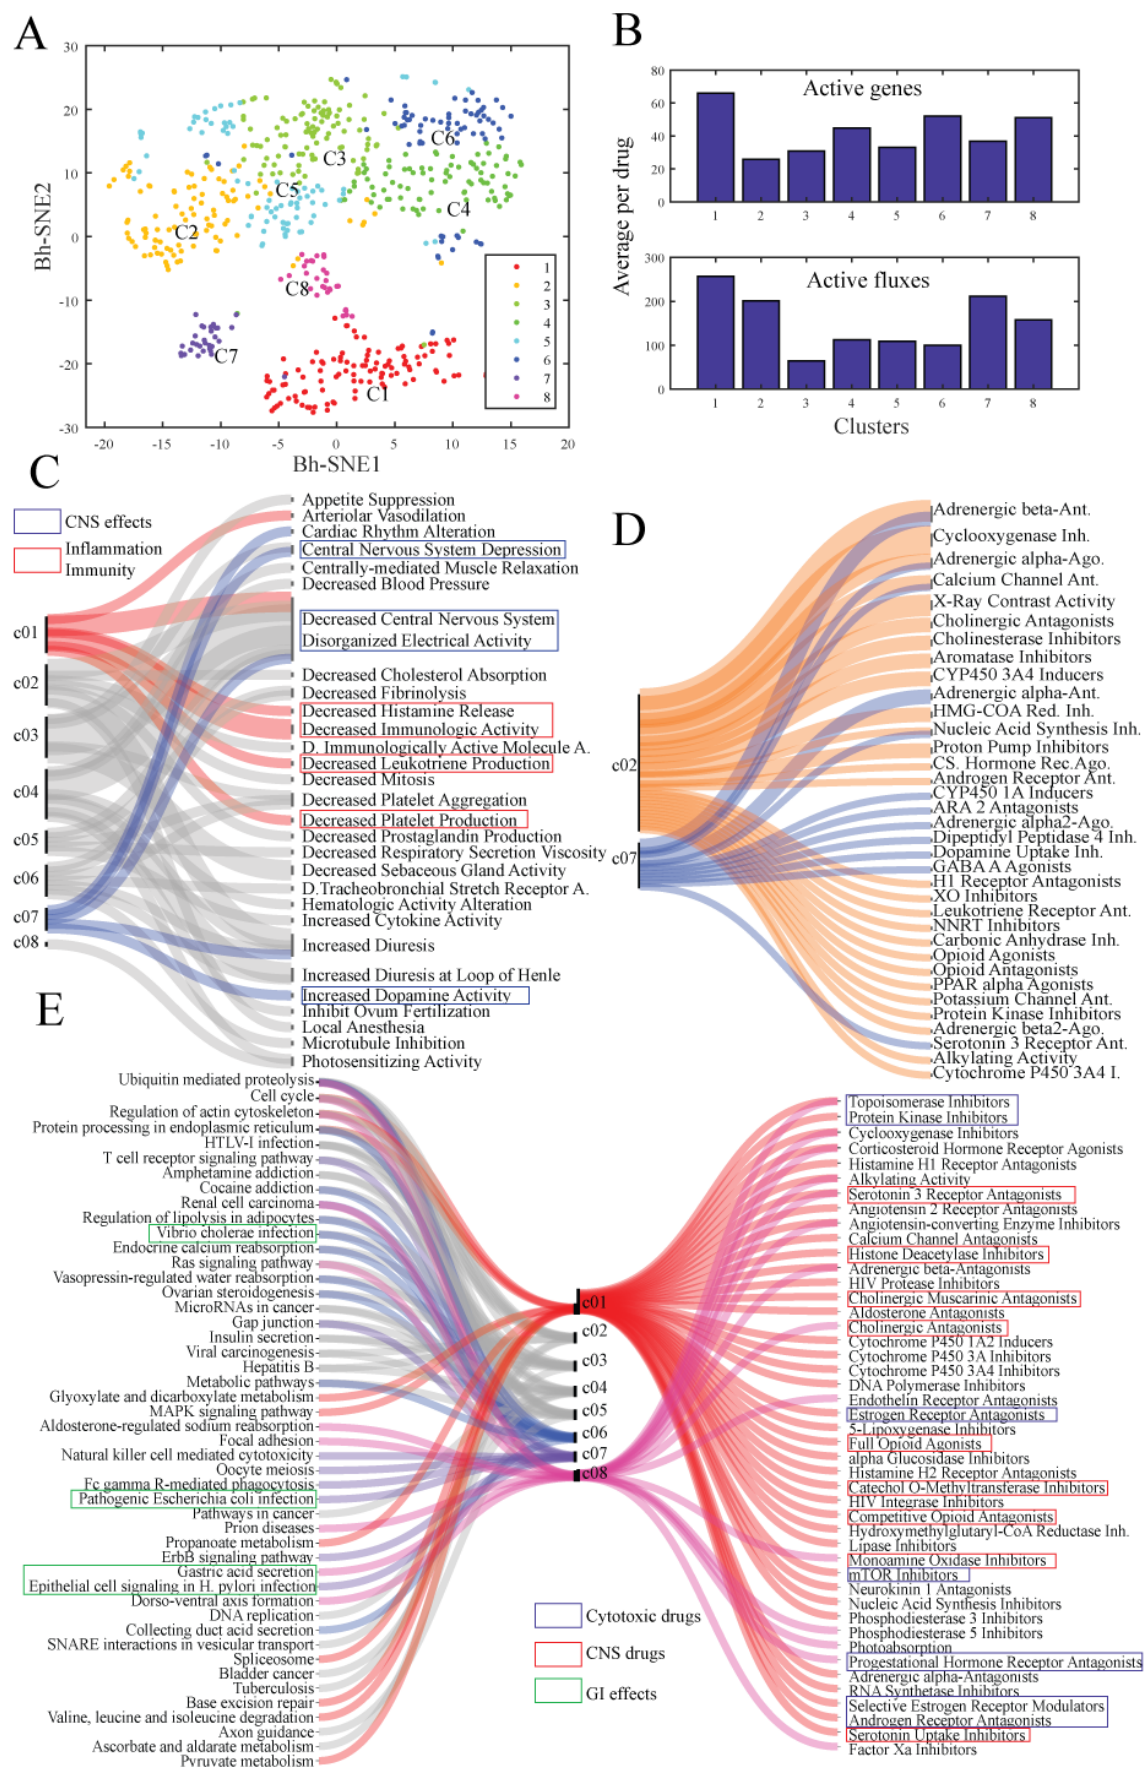 A
30
20
10
0
-10
-20
-30
-20
-15
-10
-5
0
5
10
15
20
Bh-SNE2
Bh-SNE1
C6
C3
C5
C4
C2
C8
C7
C1
1
2
3
4
5
6
7
8
B
Average per drug
80
60
40
20
0
Active genes
1 2 3 4 5 6 7 8
300
200
100
0
Active fluxes
1 2 3 4 5 6 7 8
Clusters
C
CNS effects
Inflammation
Immunity
c01
c02
c03
c04
c05
c06
c07
c08
Appetite Suppression
Arteriolar Vasodilation
Cardiac Rhythm Alteration
Central Nervous System Depression
Centrally-mediated Muscle Relaxation
Decreased Blood Pressure
Decreased Central Nervous System
Disorganized Electrical Activity
Decreased Cholesterol Absorption
Decreased Fibrinolysis
Decreased Histamine Release
Decreased Immunologic Activity
D. Immunologically Active Molecule A.
Decreased Leukotriene Production
Decreased Mitosis
Decreased Platelet Aggregation
Decreased Platelet Production
Decreased Prostaglandin Production
Decreased Respiratory Secretion Viscosity
Decreased Sebaceous Gland Activity
D.Tracheobronchial Stretch Receptor A.
Hematologic Activity Alteration
Increased Cytokine Activity
Increased Diuresis
Increased Diuresis at Loop of Henle
Increased Dopamine Activity
Inhibit Ovum Fertilization
Local Anesthesia
Microtubule Inhibition
Photosensitizing Activity
D
c02
c07
Adrenergic beta-Ant.
Cyclooxygenase Inh.
Adrenergic alpha-Ago.
Calcium Channel Ant.
X-Ray Contrast Activity
Cholinergic Antagonists
Cholinesterase Inhibitors
Aromatase Inhibitors
CYP450 3A4 Inducers
Adrenergic alpha-Ant.
HMG-COA Red. Inh.
Nucleic Acid Synthesis Inh.
Proton Pump Inhibitors
CS. Hormone Rec.Ago.
Androgen Receptor Ant.
CYP450 1A Inducers
ARA 2 Antagonists
Adrenergic alpha2-Ago.
Dipeptidyl Peptidase 4 Inh.
Dopamine Uptake Inh.
GABA A Agonists
H1 Receptor Antagonists
XO Inhibitors
Leukotriene Receptor Ant.
NNRT Inhibitors
Carbonic Anhydrase Inh.
Opioid Agonists
Opioid Antagonists
PPAR alpha Agonists
Potassium Channel Ant.
Protein Kinase Inhibitors
Adrenergic beta2-Ago.
Serotonin 3 Receptor Ant.
Alkylating Activity
Cytochrome P450 3A4 I.
E
Ubiquitin mediated proteolysis
Cell cycle
Regulation of actin cytoskeleton
Protein processing in endoplasmic reticulum
HTLV-I infection
T cell receptor signaling pathway
Amphetamine addiction
Cocaine addiction
Renal cell carcinoma
Regulation of lipolysis in adipocytes
Vibrio cholerae infection
Endocrine calcium reabsorption
Ras signaling pathway
Vasopressin-regulated water reabsorption
Ovarian steroidogenesis
MicroRNAs in cancer
Gap junction
Insulin secretion
Viral carcinogenesis
Hepatitis B
Metabolic pathways
Glyoxylate and dicarboxylate metabolism
MAPK signaling pathway
Aldosterone-regulated sodium reabsorption
Focal adhesion
Natural killer cell mediated cytotoxicity
Oocyte meiosis
Fc gamma R-mediated phagocytosis
Pathogenic Escherichia coli infection
Pathways in cancer
Prion diseases
Propanoate metabolism
ErbB signaling pathway
Gastric acid secretion
Epithelial cell signaling in H. pylori infection
Dorso-ventral axis formation
DNA replication
Collecting duct acid secretion
SNARE interactions in vesicular transport
Spliceosome
Bladder cancer
Tuberculosis
Base excision repair
Valine, leucine and isoleucine degradation
Axon guidance
Ascorbate and aldarate metabolism
Pyruvate metabolism
c01
c02
c03
c04
c05
c06
c07
c08
Cytotoxic drugs
CNS drugs
GI effects
Topoisomerase Inhibitors
Protein Kinase Inhibitors
Cyclooxygenase Inhibitors
Corticosteroid Hormone Receptor Agonists
Histamine H1 Receptor Antagonists
Alkylating Activity
Serotonin 3 Receptor Antagonists
Angiotensin 2 Receptor Antagonists
Angiotensin-converting Enzyme Inhibitors
Calcium Channel Antagonists
Histone Deacetylase Inhibitors
Adrenergic beta-Antagonists
HIV Protease Inhibitors
Cholinergic Muscarinic Antagonists
Aldosterone Antagonists
Cholinergic Antagonists
Cytochrome P450 1A2 Inducers
Cytochrome P450 3A Inhibitors
Cytochrome P450 3A4 Inhibitors
DNA Polymerase Inhibitors
Endothelin Receptor Antagonists
Estrogen Receptor Antagonists
5-Lipoxygenase Inhibitors
Full Opioid Agonists
alpha Glucosidase Inhibitors
Histamine H2 Receptor Antagonists
Catechol O-Methyltransferase Inhibitors
HIV Integrase Inhibitors
Competitive Opioid Antagonists
Hydroxymethylglutaryl-CoA Reductase Inh.
Lipase Inhibitors
Monoamine Oxidase Inhibitors
mTOR Inhibitors
Neurokinin 1 Antagonists
Nucleic Acid Synthesis Inhibitors
Phosphodiesterase 3 Inhibitors
Phosphodiesterase 5 Inhibitors
Photoabsorption
Progestational Hormone Receptor Antagonists
Adrenergic alpha-Antagonists
RNA Synthetase Inhibitors
Selective Estrogen Receptor Modulators
Androgen Receptor Antagonists
Serotonin Uptake Inhibitors
Factor Xa Inhibitors